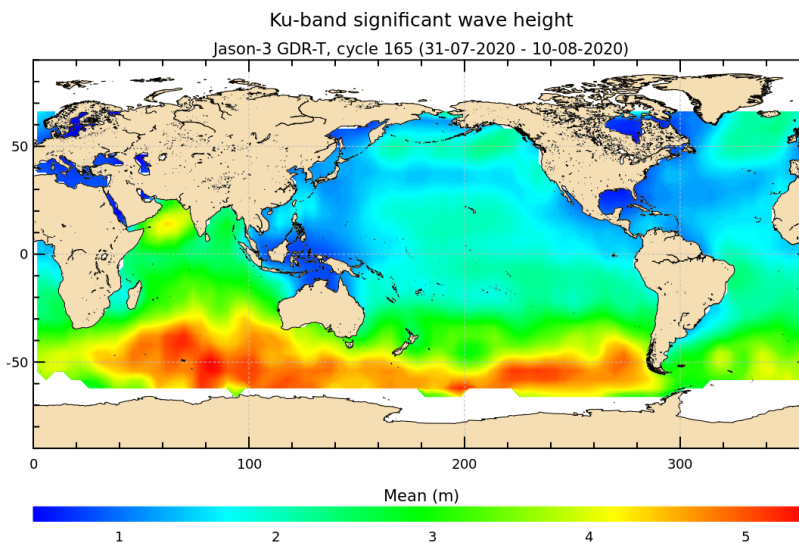 Ku-band significant wave height
Jason-3 GDR-T, cycle 165 (31-07-2020 - 10-08-2020)
50
0
-50
0 100 200 300
Mean (m)
1 2 3 4 5